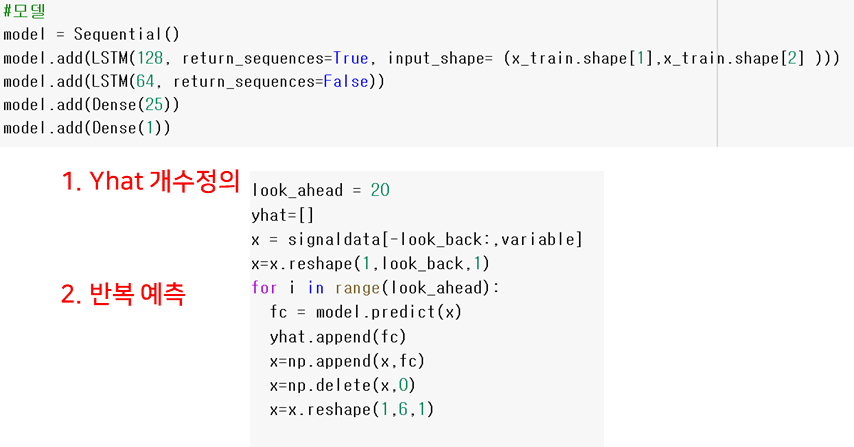 #모델
model = Sequential()
model.add(LSTM(128, return_sequences=True, input_shape= (x_train.shape[1],x_train.shape[2] )))
model.add(LSTM(64, return_sequences=False))
model.add(Dense(25))
model.add(Dense(1))
1. Yhat 개수정의
look_ahead = 20
yhat=[]
x = signaldata[-look_back:,variable]
x=x.reshape(1,look_back,1)
2. 반복 예측
for i in range(look_ahead):
  fc = model.predict(x)
  yhat.append(fc)
  x=np.append(x,fc)
  x=np.delete(x,0)
  x=x.reshape(1,6,1)